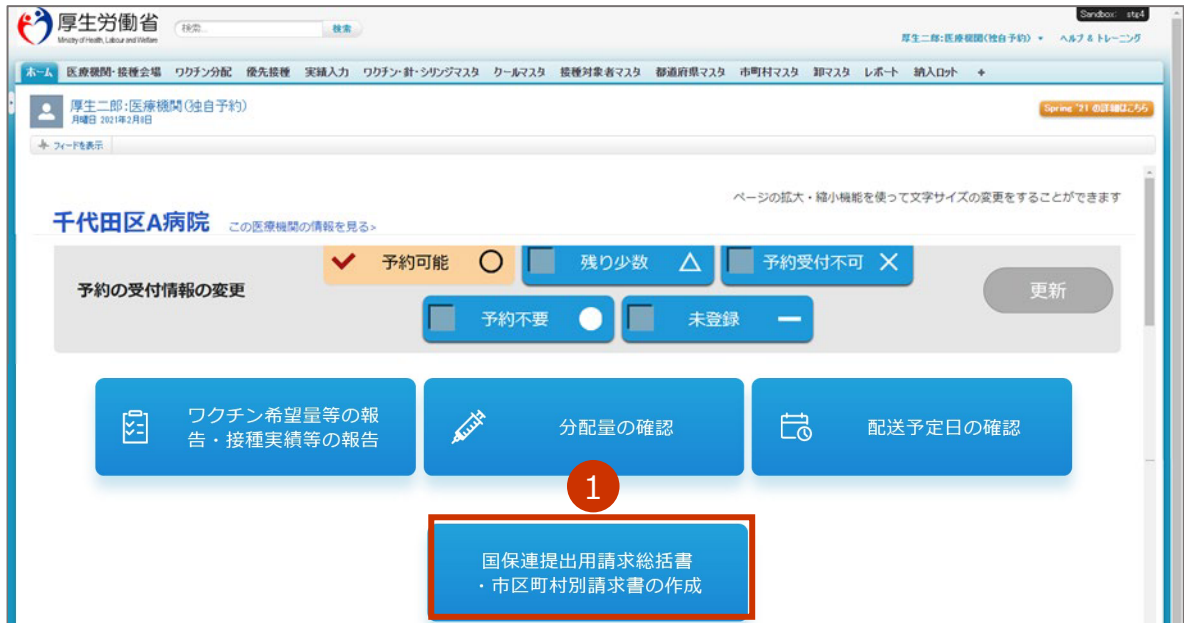 Sandbox: stg4
厚生労働省
Ministry of Health, Labour and Welfare
検索...
検索
厚生二郎:医療機関(独自予約)
ヘルプ & トレーニング
ホーム 医療機関・接種会場 ワクチン分配 優先接種 実績入力 ワクチン・針・シリンジマスタ クールマスタ 接種対象者マスタ 都道府県マスタ 市町村マスタ 卸マスタ レポート 納入ロット +
厚生二郎:医療機関(独自予約)
月曜日 2021年2月8日
Spring '21 の詳細はこちら
フィードを表示
ページの拡大・縮小機能を使って文字サイズの変更をすることができます
千代田区A病院 この医療機関の情報を見る>
予約の受付情報の変更
予約可能
残り少数
予約受付不可
予約不要
未登録
更新
ワクチン希望量等の報
告・接種実績等の報告
分配量の確認
配送予定日の確認
1
国保連提出用請求総括書
・市区町村別請求書の作成